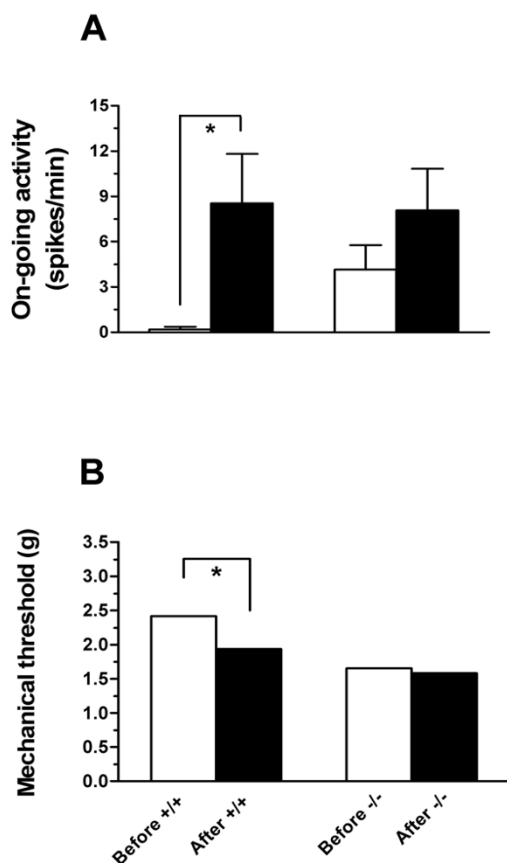 A
On-going activity
(spikes/min)
15
12
9
6
3
0
*
B
Mechanical threshold (g)
3.5
3.0
2.5
2.0
1.5
1.0
0.5
0.0
*
Before +/+
After +/+
Before -/-
After -/-